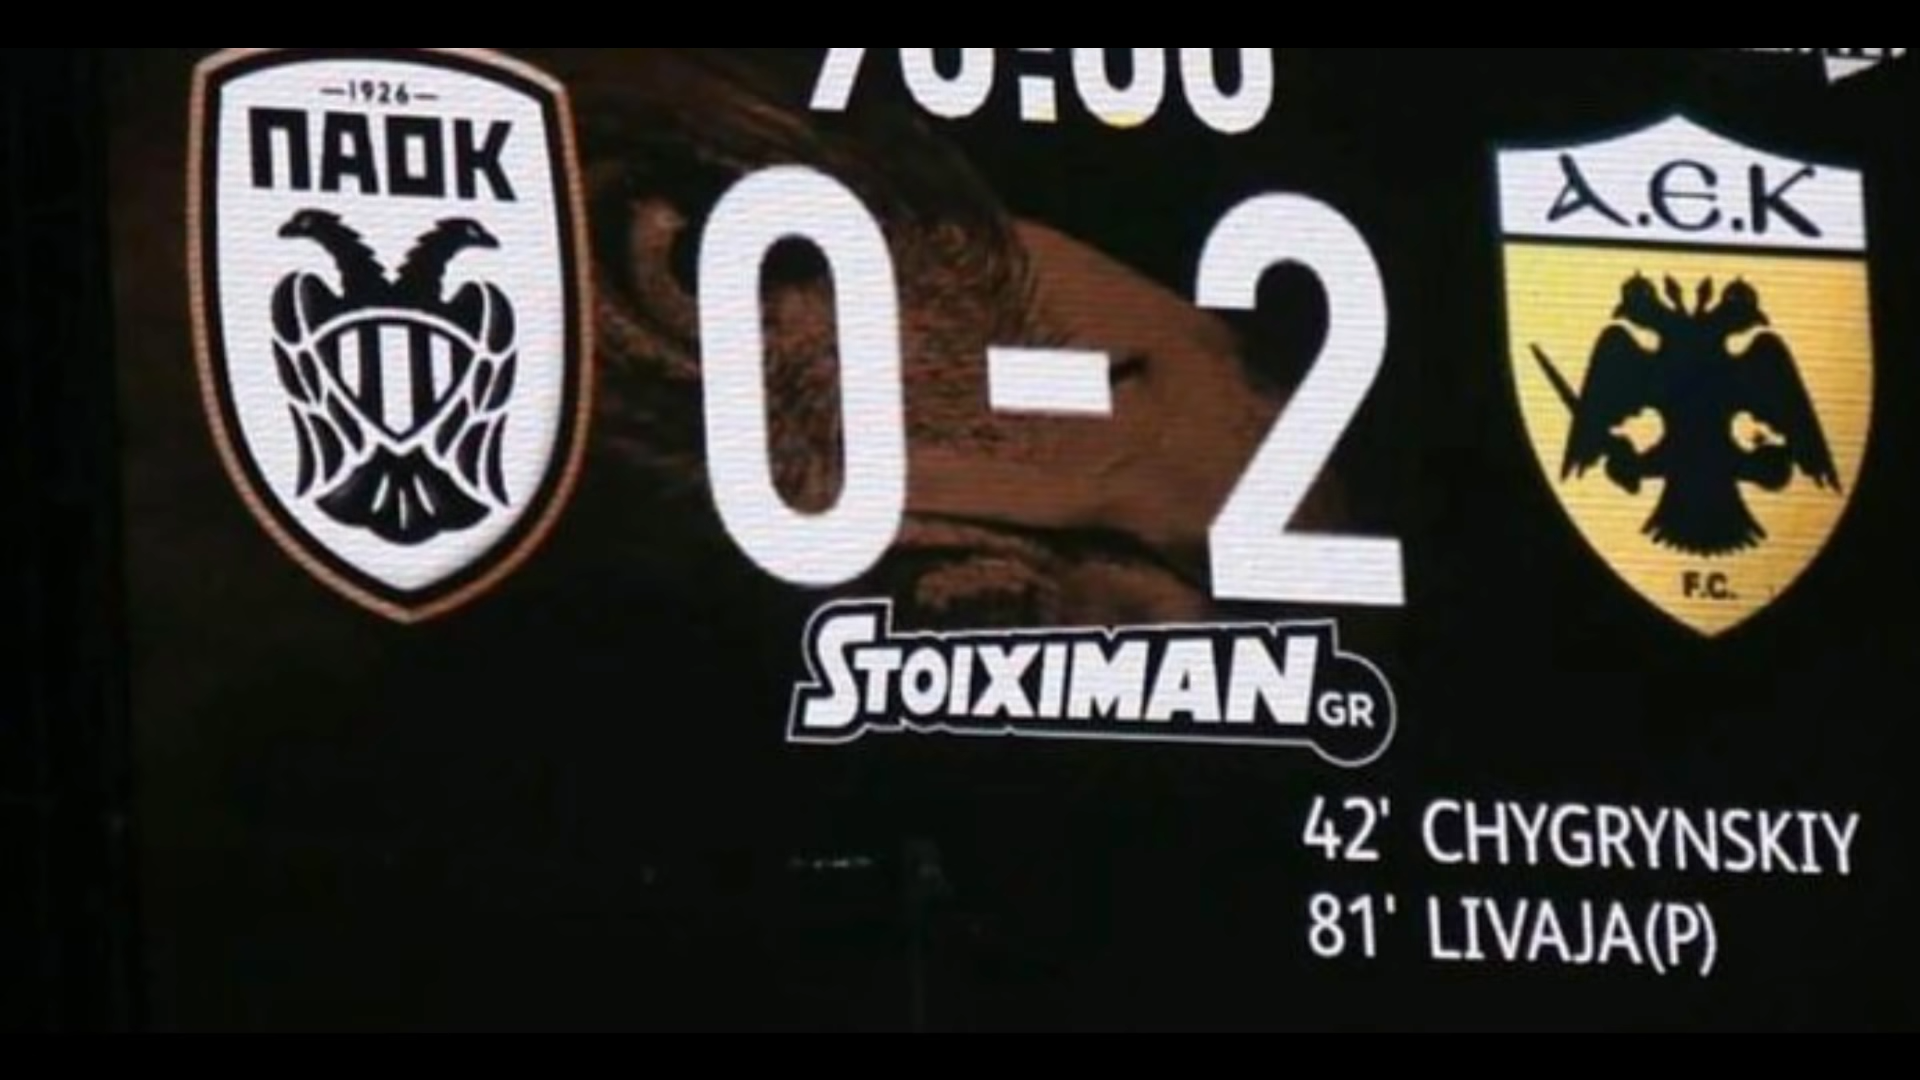 1926
ΠΑΟΚ
Α.Є.Κ
0-2
F.C.
STOIXIMAN GR
42' CHYGRYNSKIY
81' LIVAJA(P)